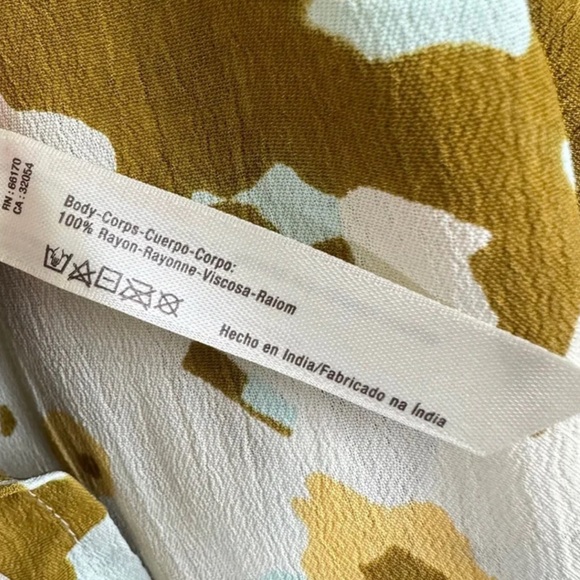 RN : 66170
CA : 32054
Body-Corps-Cuerpo-Corpo:
100% Rayon-Rayonne-Viscosa-Raiom
Hecho en India/Fabricado na Índia